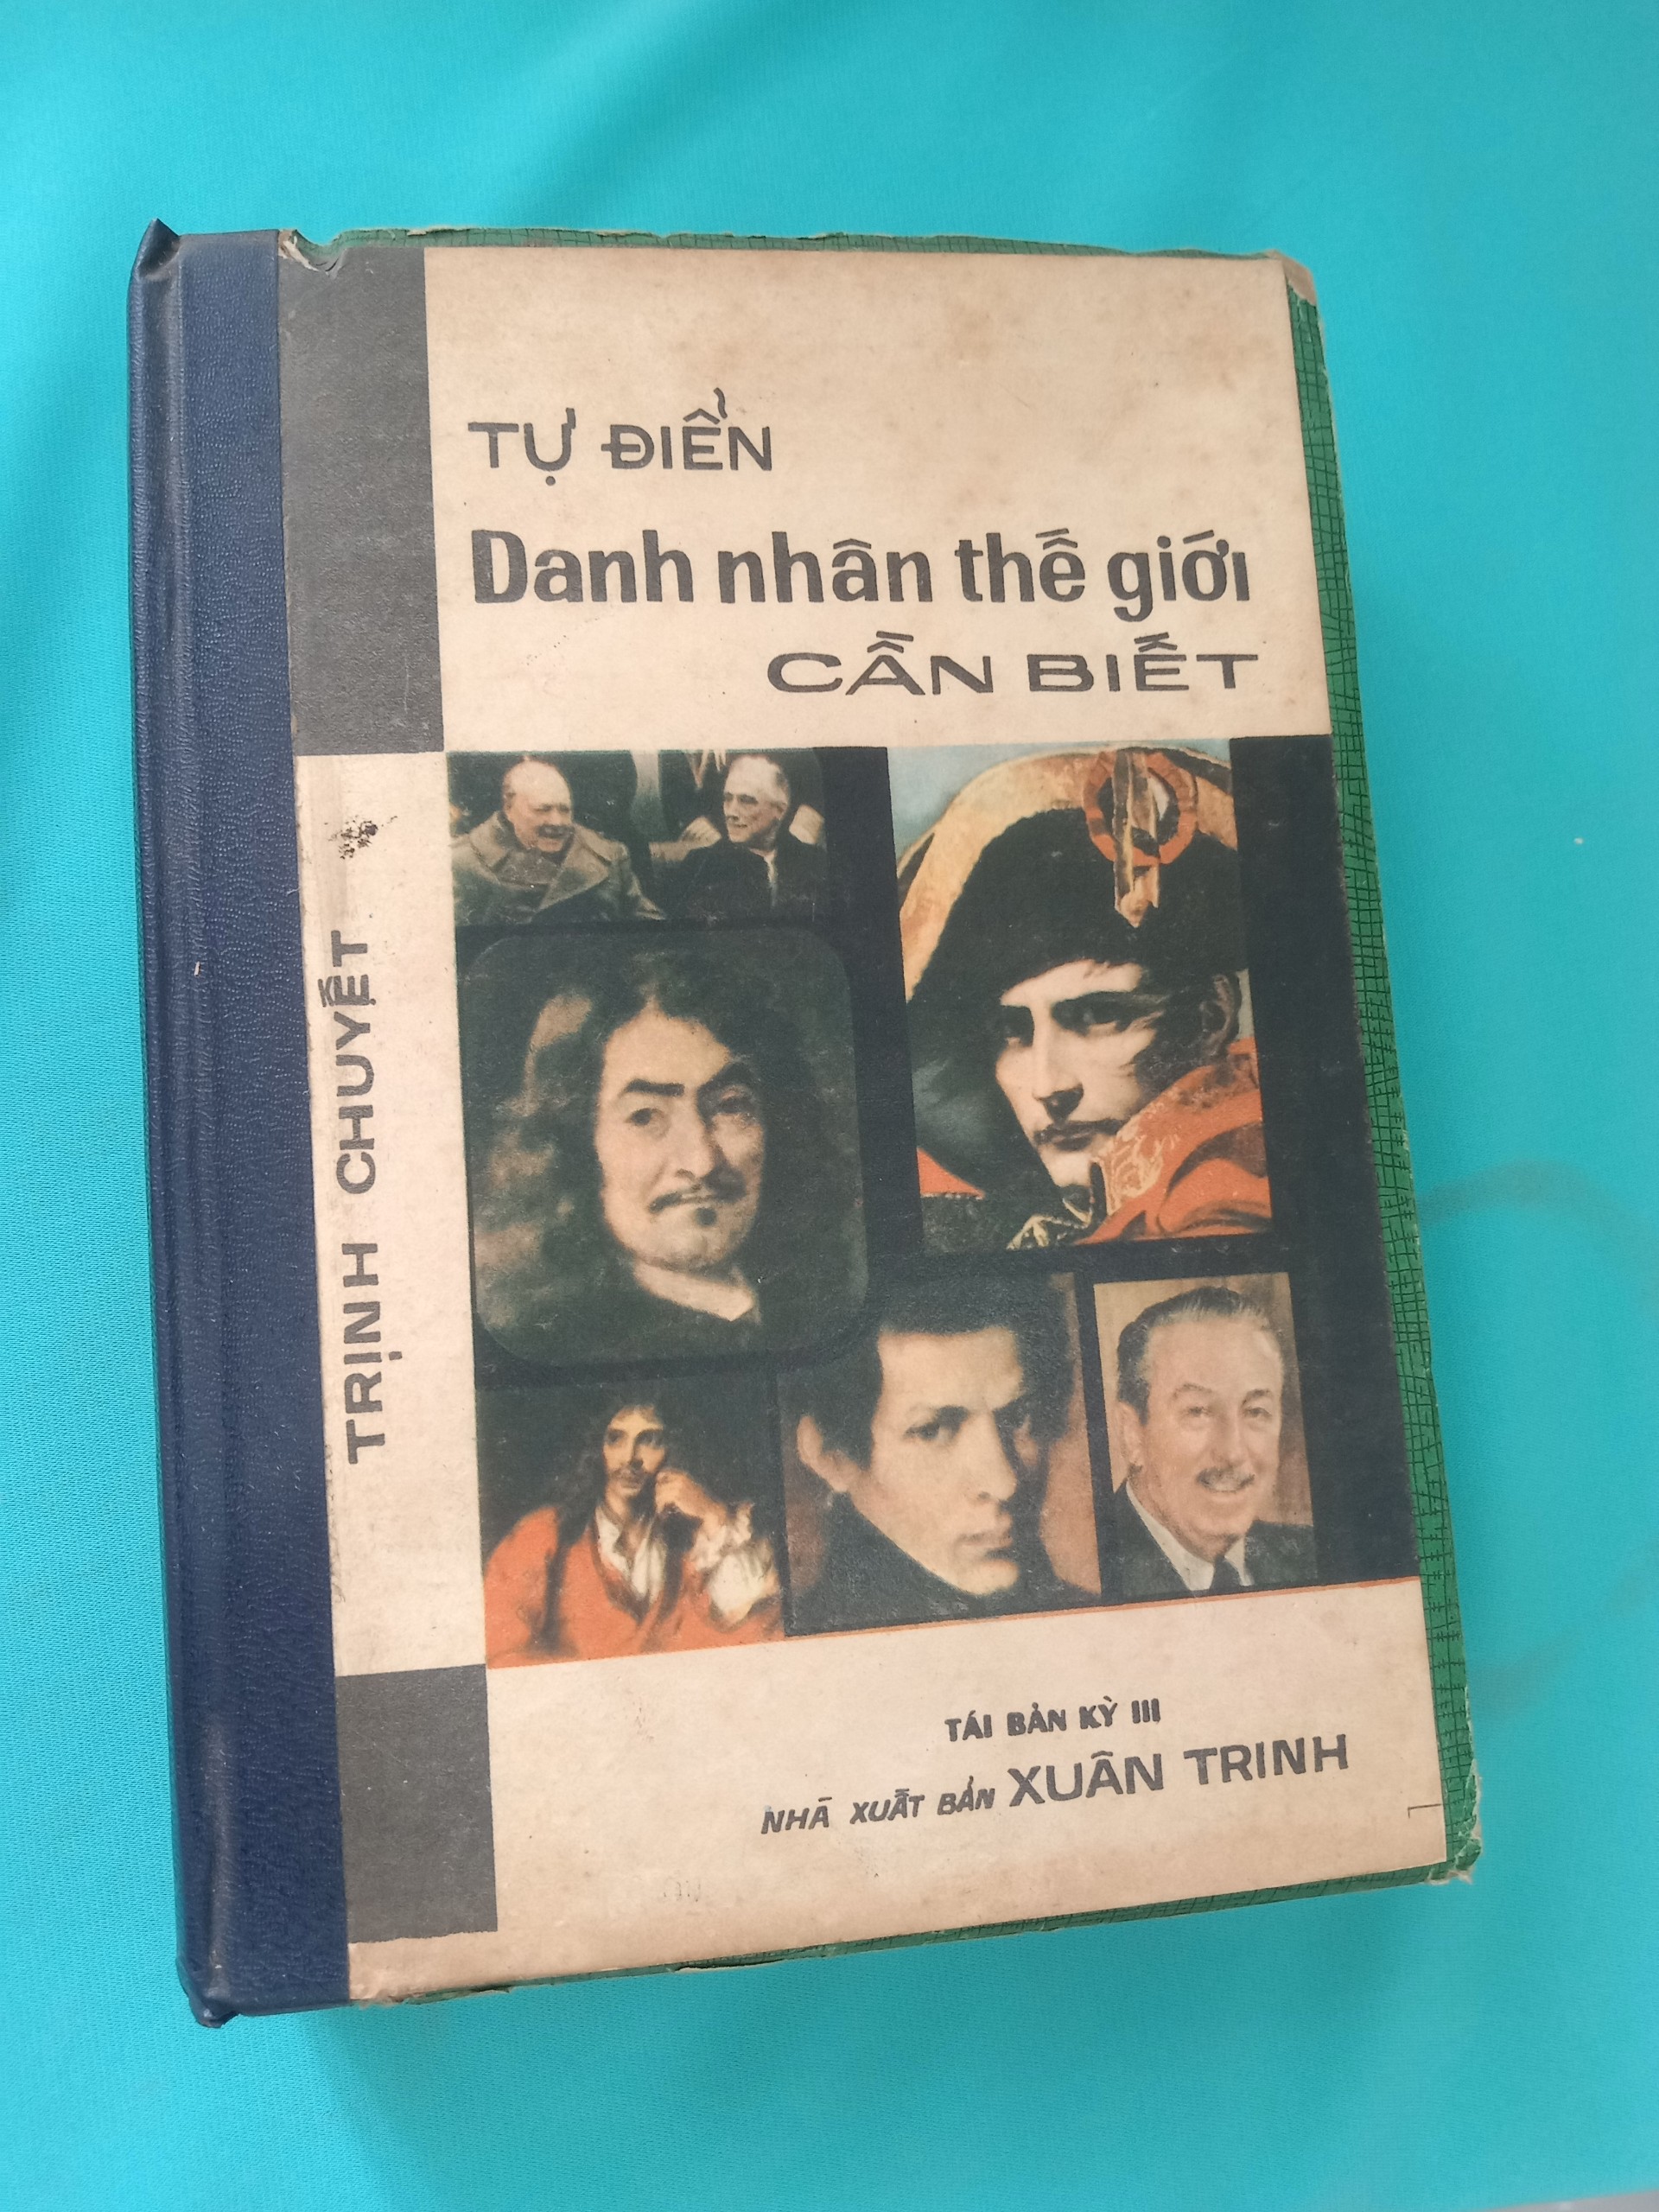 TỰ ĐIỂN
Danh nhân thế giới
CẦN BIẾT
TRỊNH CHUYẾT
TÁI BẢN KỲ III
NHÀ XUẤT BẢN XUÂN TRINH